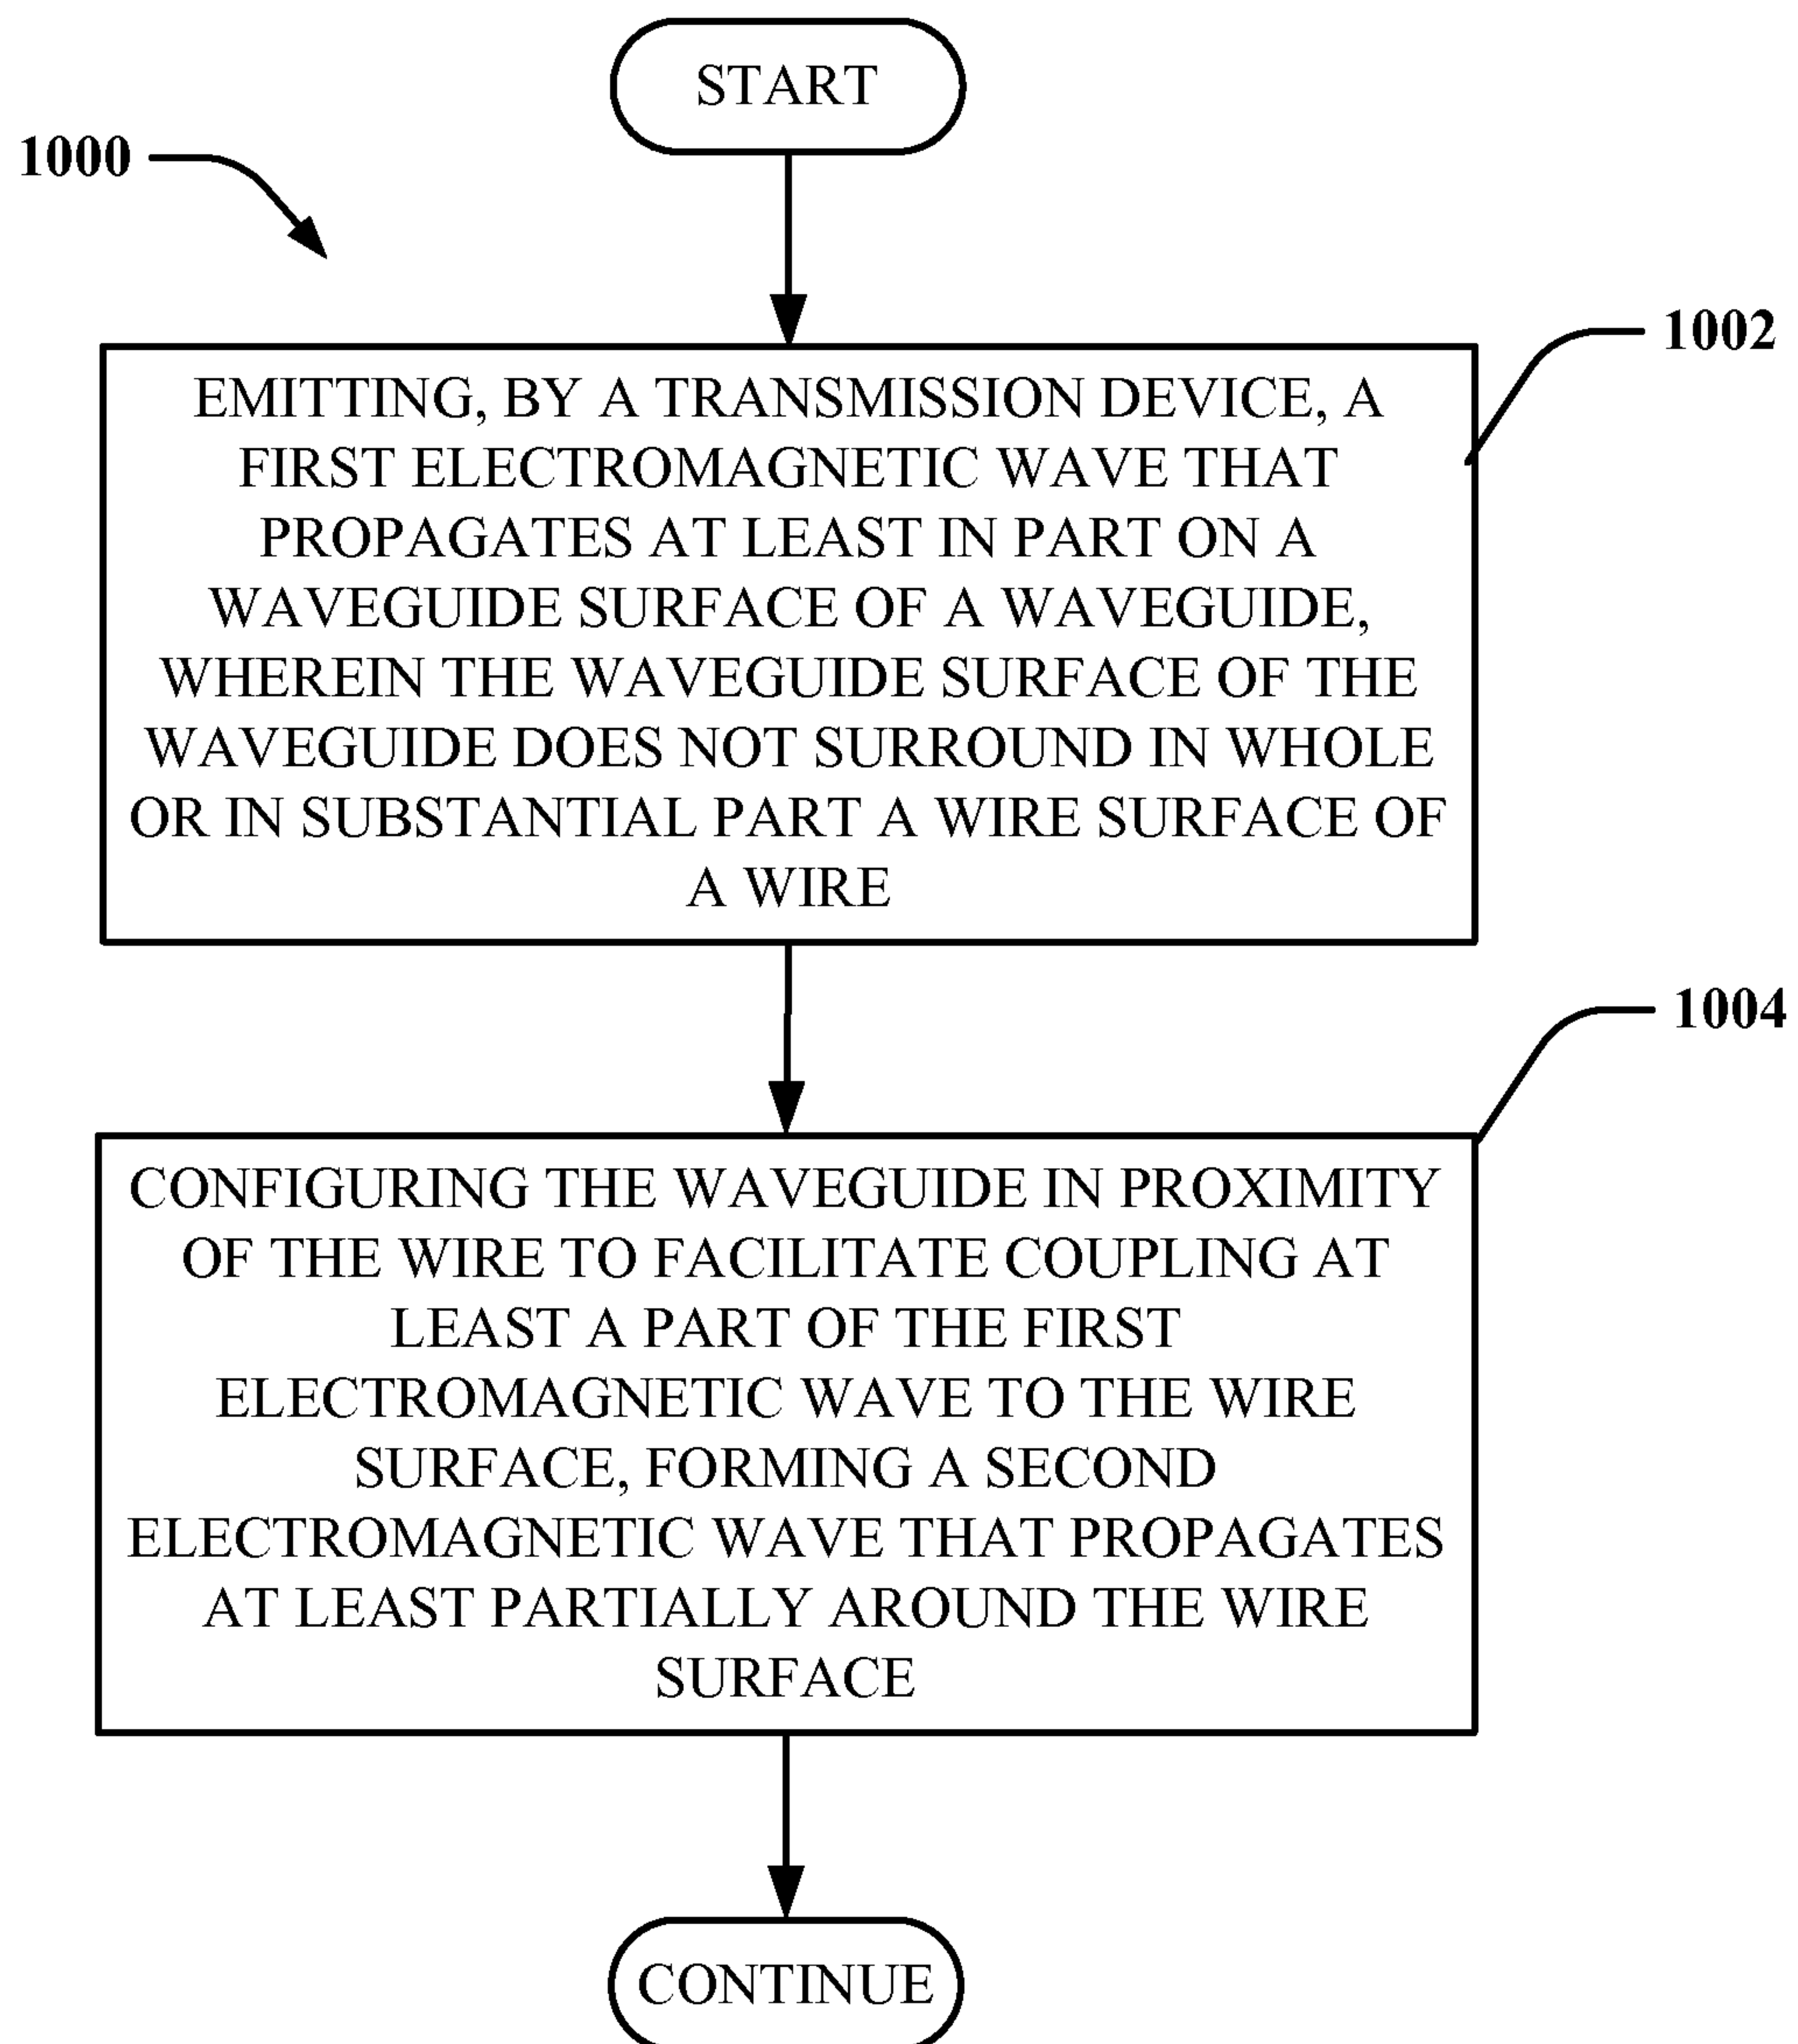 START
1000
1002
EMITTING, BY A TRANSMISSION DEVICE, A
FIRST ELECTROMAGNETIC WAVE THAT
PROPAGATES AT LEAST IN PART ON A
WAVEGUIDE SURFACE OF A WAVEGUIDE,
WHEREIN THE WAVEGUIDE SURFACE OF THE
WAVEGUIDE DOES NOT SURROUND IN WHOLE
OR IN SUBSTANTIAL PART A WIRE SURFACE OF
A WIRE
1004
CONFIGURING THE WAVEGUIDE IN PROXIMITY
OF THE WIRE TO FACILITATE COUPLING AT
LEAST A PART OF THE FIRST
ELECTROMAGNETIC WAVE TO THE WIRE
SURFACE, FORMING A SECOND
ELECTROMAGNETIC WAVE THAT PROPAGATES
AT LEAST PARTIALLY AROUND THE WIRE
SURFACE
CONTINUE